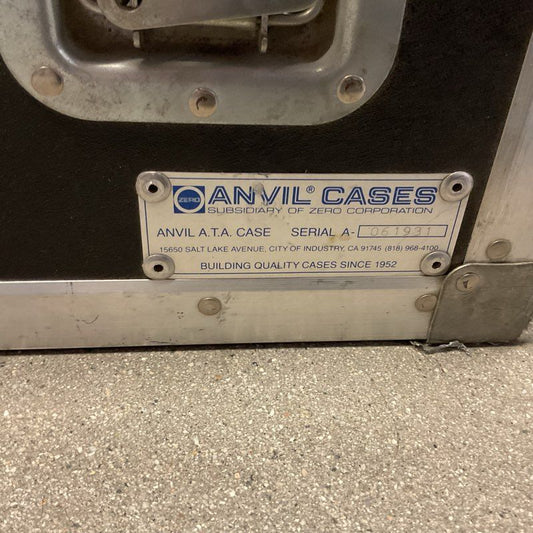 ZERO ANVIL® CASES
SUBSIDIARY OF ZERO CORPORATION
ANVIL A.T.A. CASE SERIAL A- 061931
15650 SALT LAKE AVENUE, CITY OF INDUSTRY, CA 91745 (818) 968-4100
BUILDING QUALITY CASES SINCE 1952